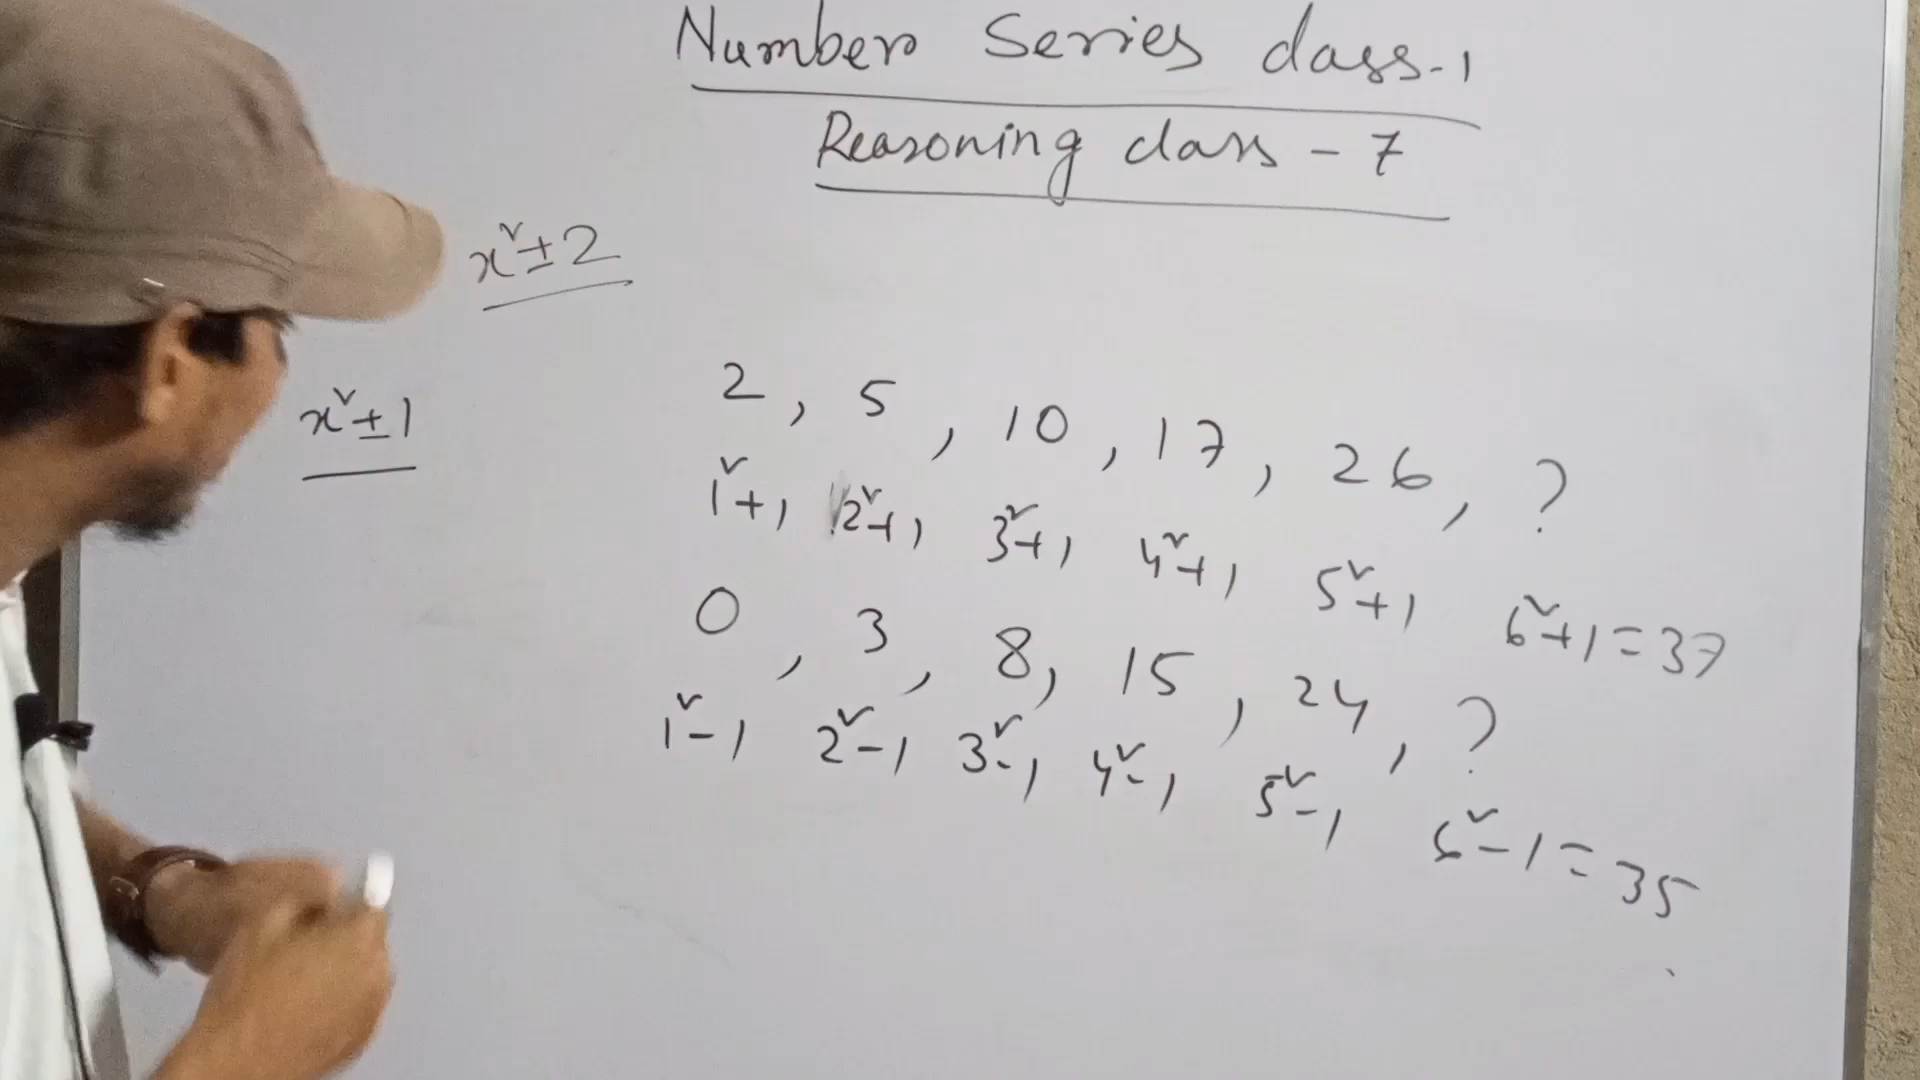 Number Series class-1
Reasoning class - 7
x²±2
x²±1
2, 5, 10, 17, 26, ?
1²+1 2²+1 3²+1 4²+1 5²+1 6²+1=37
0, 3, 8, 15, 24, ?
1²-1 2²-1 3²-1 4²-1 5²-1 6²-1=35